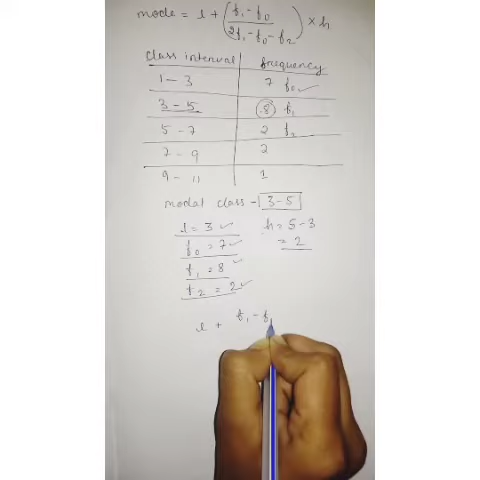 mode = l + (f₁ - f₀ / 2f₁ - f₀ - f₂) × h
class interval frequency
1 - 3 7 f₀ ✓
3 - 5 8 f₁
5 - 7 2 f₂
7 - 9 2
9 - 11 1
modal class - 3 - 5
l = 3 ✓ h = 5 - 3
f₀ = 7 ✓ = 2
f₁ = 8 ✓
f₂ = 2 ✓
l + f₁ - f